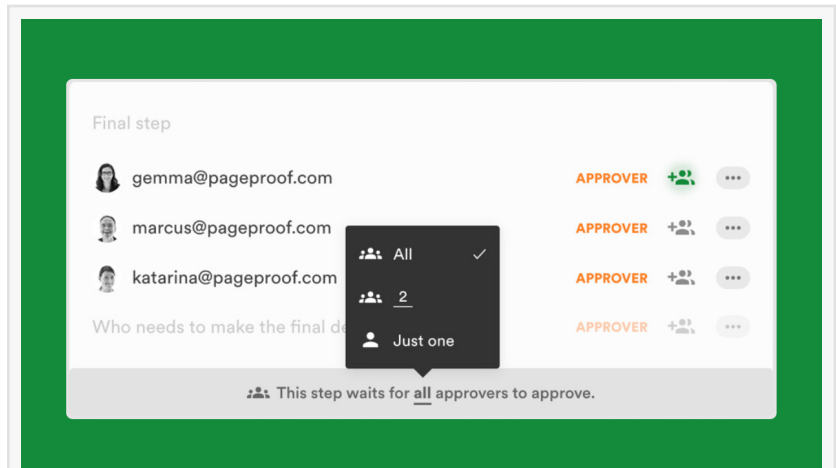 Final step
gemma@pageproof.com APPROVER
marcus@pageproof.com APPROVER
All
katarina@pageproof.com APPROVER
2
Who needs to make the final de APPROVER
Just one
This step waits for all approvers to approve.